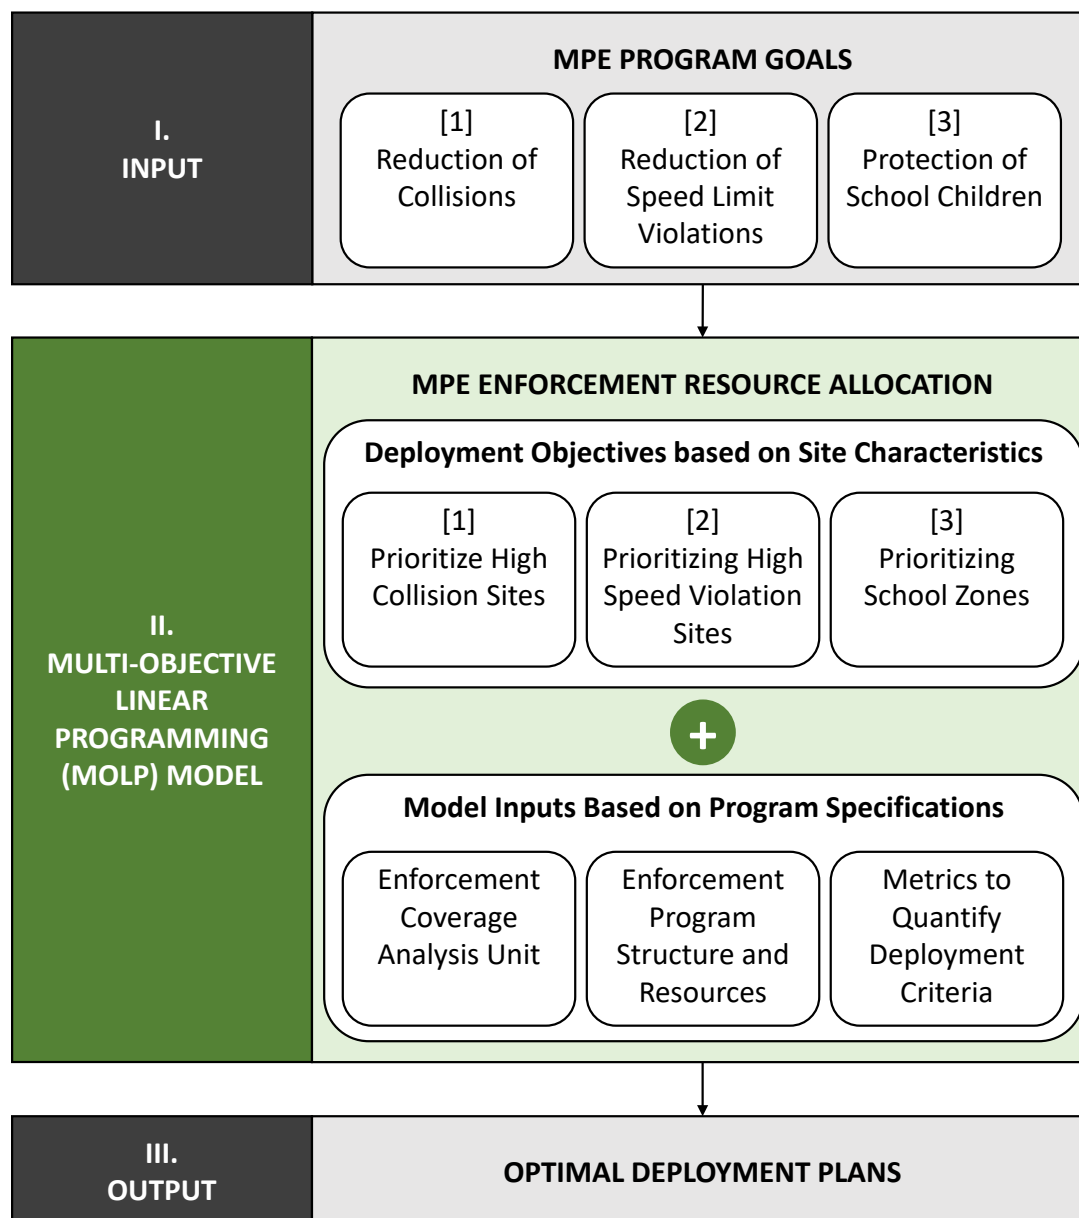 I.
INPUT
MPE PROGRAM GOALS
[1]
Reduction of
Collisions
[2]
Reduction of
Speed Limit
Violations
[3]
Protection of
School Children
II.
MULTI-OBJECTIVE
LINEAR
PROGRAMMING
(MOLP) MODEL
MPE ENFORCEMENT RESOURCE ALLOCATION
Deployment Objectives based on Site Characteristics
[1]
Prioritize High
Collision Sites
[2]
Prioritizing High
Speed Violation
Sites
[3]
Prioritizing
School Zones
+
Model Inputs Based on Program Specifications
Enforcement
Coverage
Analysis Unit
Enforcement
Program
Structure and
Resources
Metrics to
Quantify
Deployment
Criteria
III.
OUTPUT
OPTIMAL DEPLOYMENT PLANS